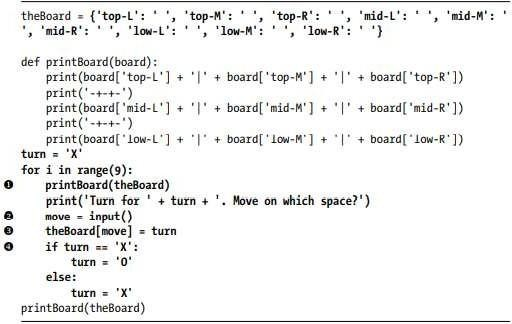 theBoard = {'top-L': ' ', 'top-M': ' ', 'top-R': ' ', 'mid-L': ' ', 'mid-M': '
', 'mid-R': ' ', 'low-L': ' ', 'low-M': ' ', 'low-R': ' '}
def printBoard(board):
    print(board['top-L'] + '|' + board['top-M'] + '|' + board['top-R'])
    print('-+-+-')
    print(board['mid-L'] + '|' + board['mid-M'] + '|' + board['mid-R'])
    print('-+-+-')
    print(board['low-L'] + '|' + board['low-M'] + '|' + board['low-R'])
turn = 'X'
for i in range(9):
❶     printBoard(theBoard)
    print('Turn for ' + turn + '. Move on which space?')
❷     move = input()
❸     theBoard[move] = turn
❹     if turn == 'X':
        turn = 'O'
    else:
        turn = 'X'
printBoard(theBoard)